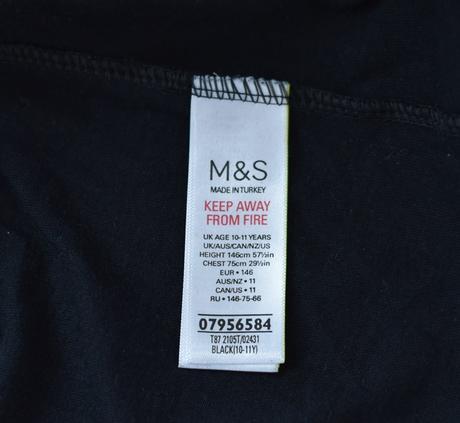 M&S
MADE IN TURKEY
KEEP AWAY
FROM FIRE
UK AGE 10-11 YEARS
UK/AUS/CAN/NZ/US
HEIGHT 146cm 57½in
CHEST 75cm 29½in
EUR • 146
AUS/NZ • 11
CAN/US • 11
RU • 146-75-66
07956584
T87 2105T/02431
BLACK(10-11Y)